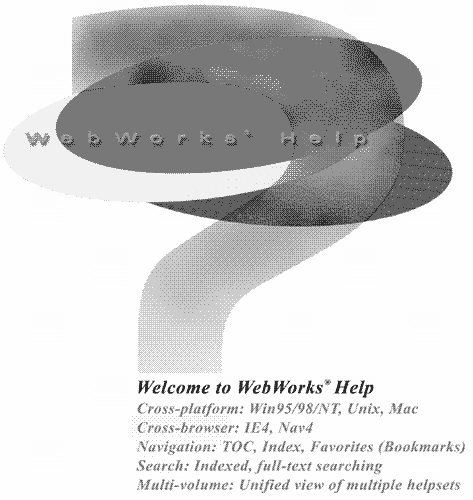 WebWorks® Help
Welcome to WebWorks® Help
Cross-platform: Win95/98/NT, Unix, Mac
Cross-browser: IE4, Nav4
Navigation: TOC, Index, Favorites (Bookmarks)
Search: Indexed, full-text searching
Multi-volume: Unified view of multiple helpsets